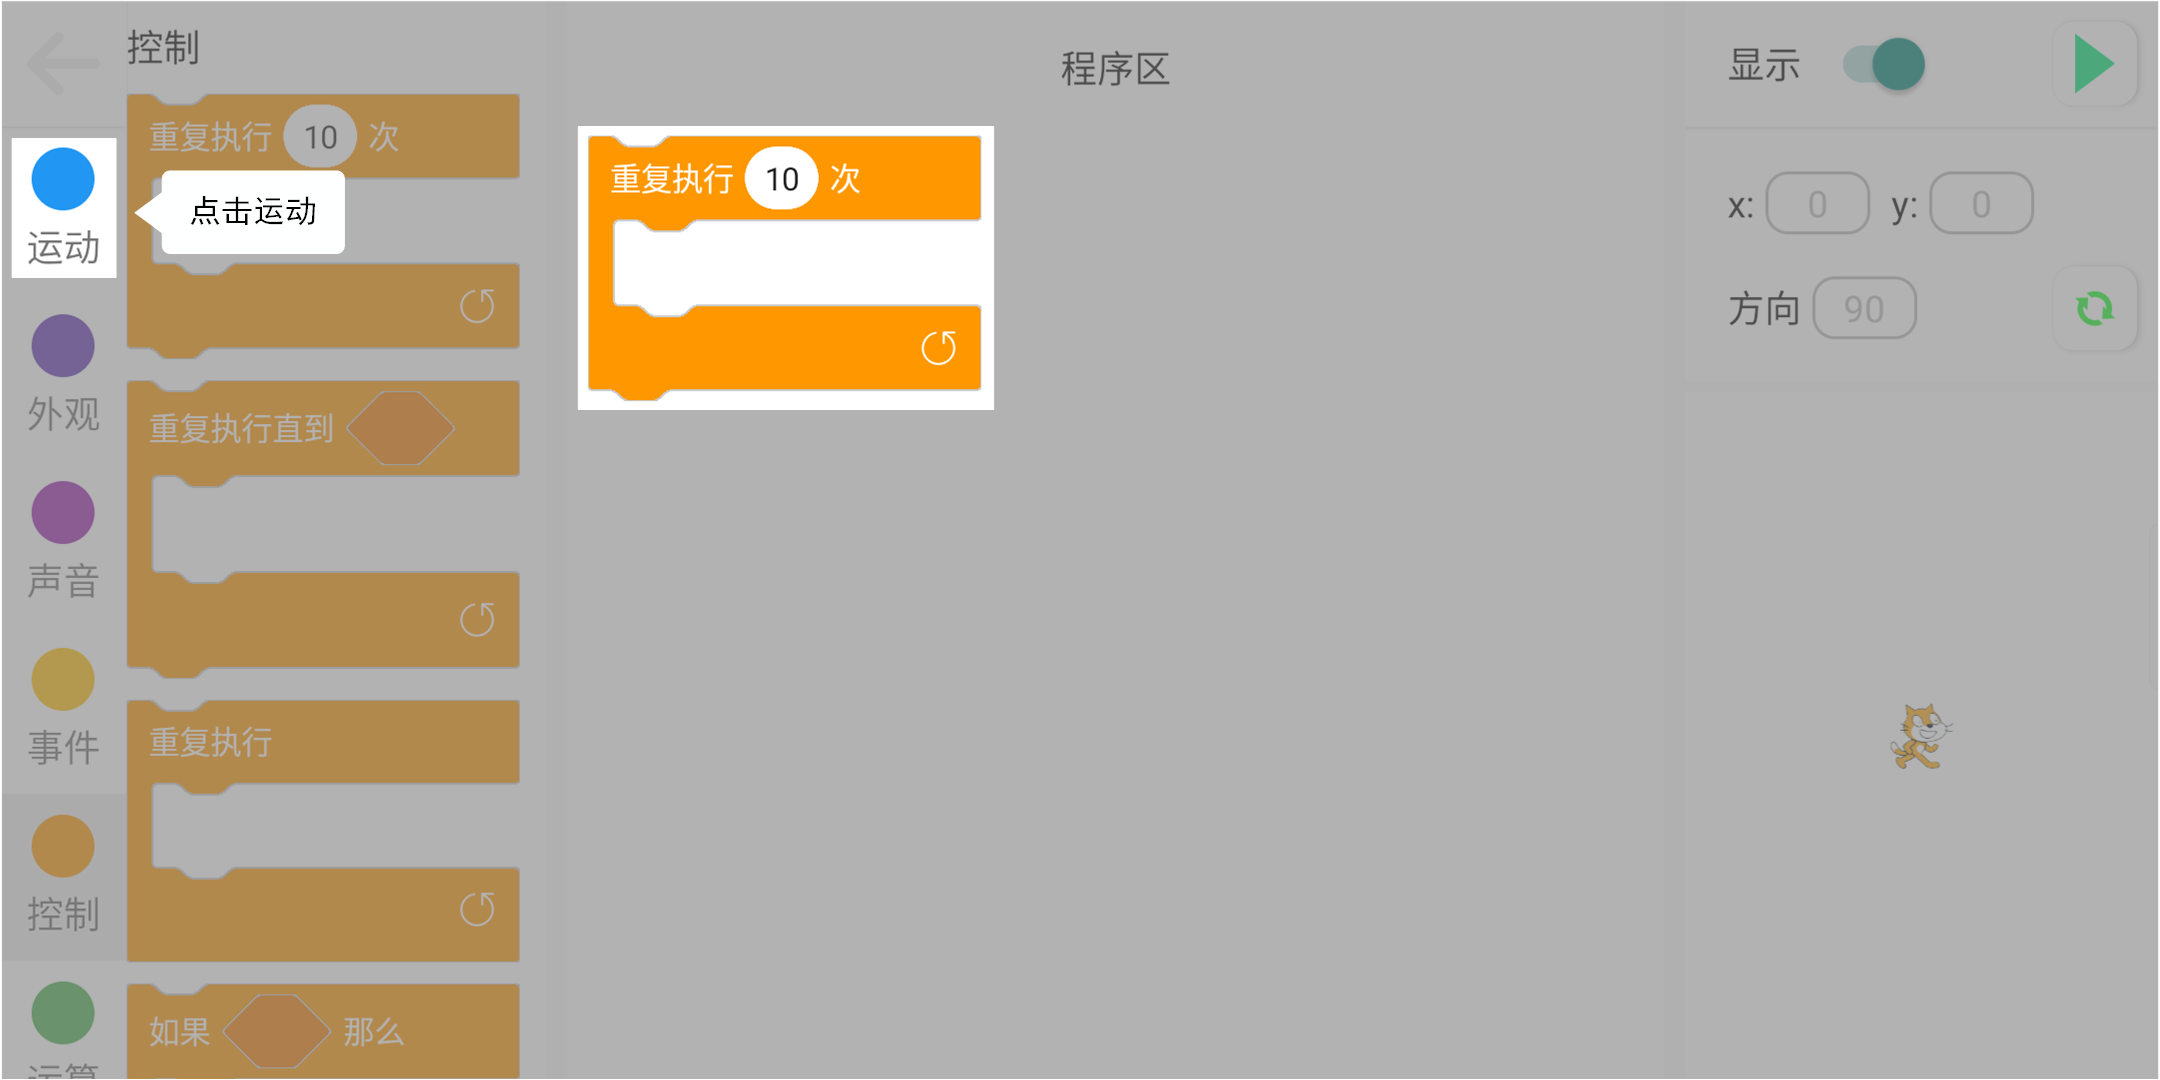 控制
程序区
显示
重复执行 10 次
重复执行 10 次
点击运动
运动
x: 0 y: 0
方向 90
外观
重复执行直到
声音
事件
重复执行
控制
如果 那么
运算